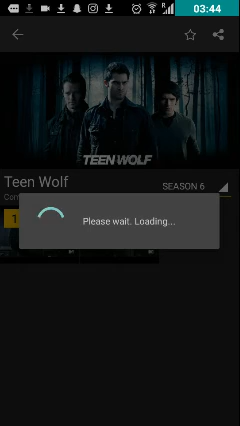 R
03:44
TEEN WOLF
Teen Wolf
SEASON 6
1
Please wait. Loading...